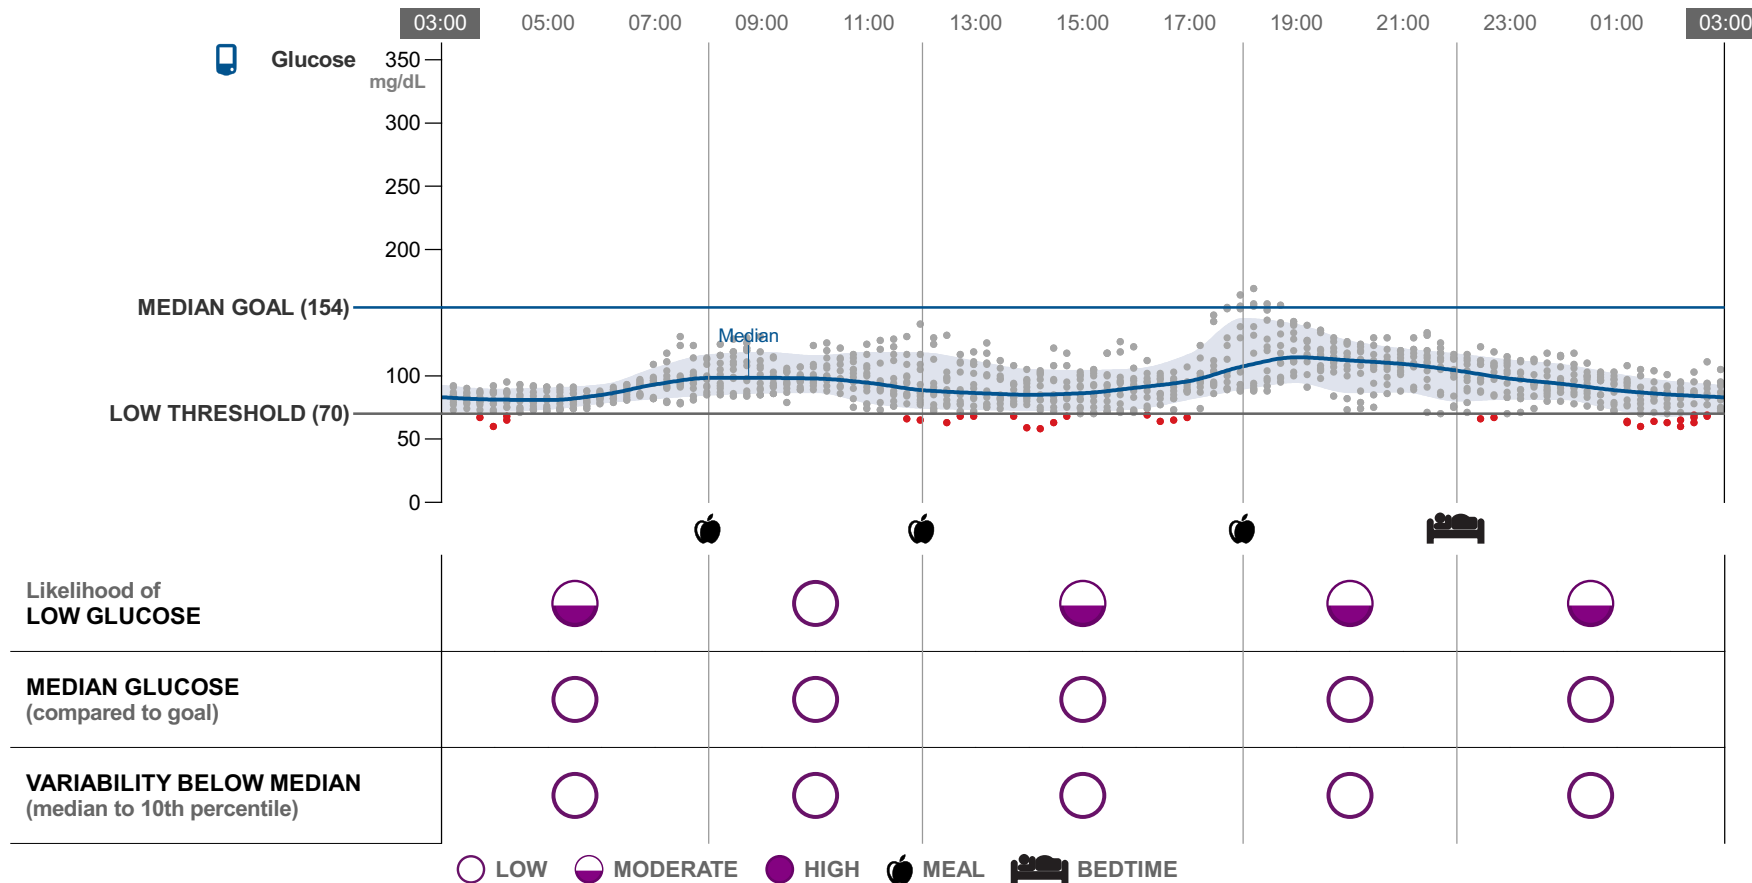 03:00 05:00 07:00 09:00 11:00 13:00 15:00 17:00 19:00 21:00 23:00 01:00 03:00
Glucose 350
mg/dL
300
250
200
MEDIAN GOAL (154)
Median
100
LOW THRESHOLD (70)
50
0
Likelihood of
LOW GLUCOSE
MEDIAN GLUCOSE
(compared to goal)
VARIABILITY BELOW MEDIAN
(median to 10th percentile)
LOW MODERATE HIGH MEAL BEDTIME